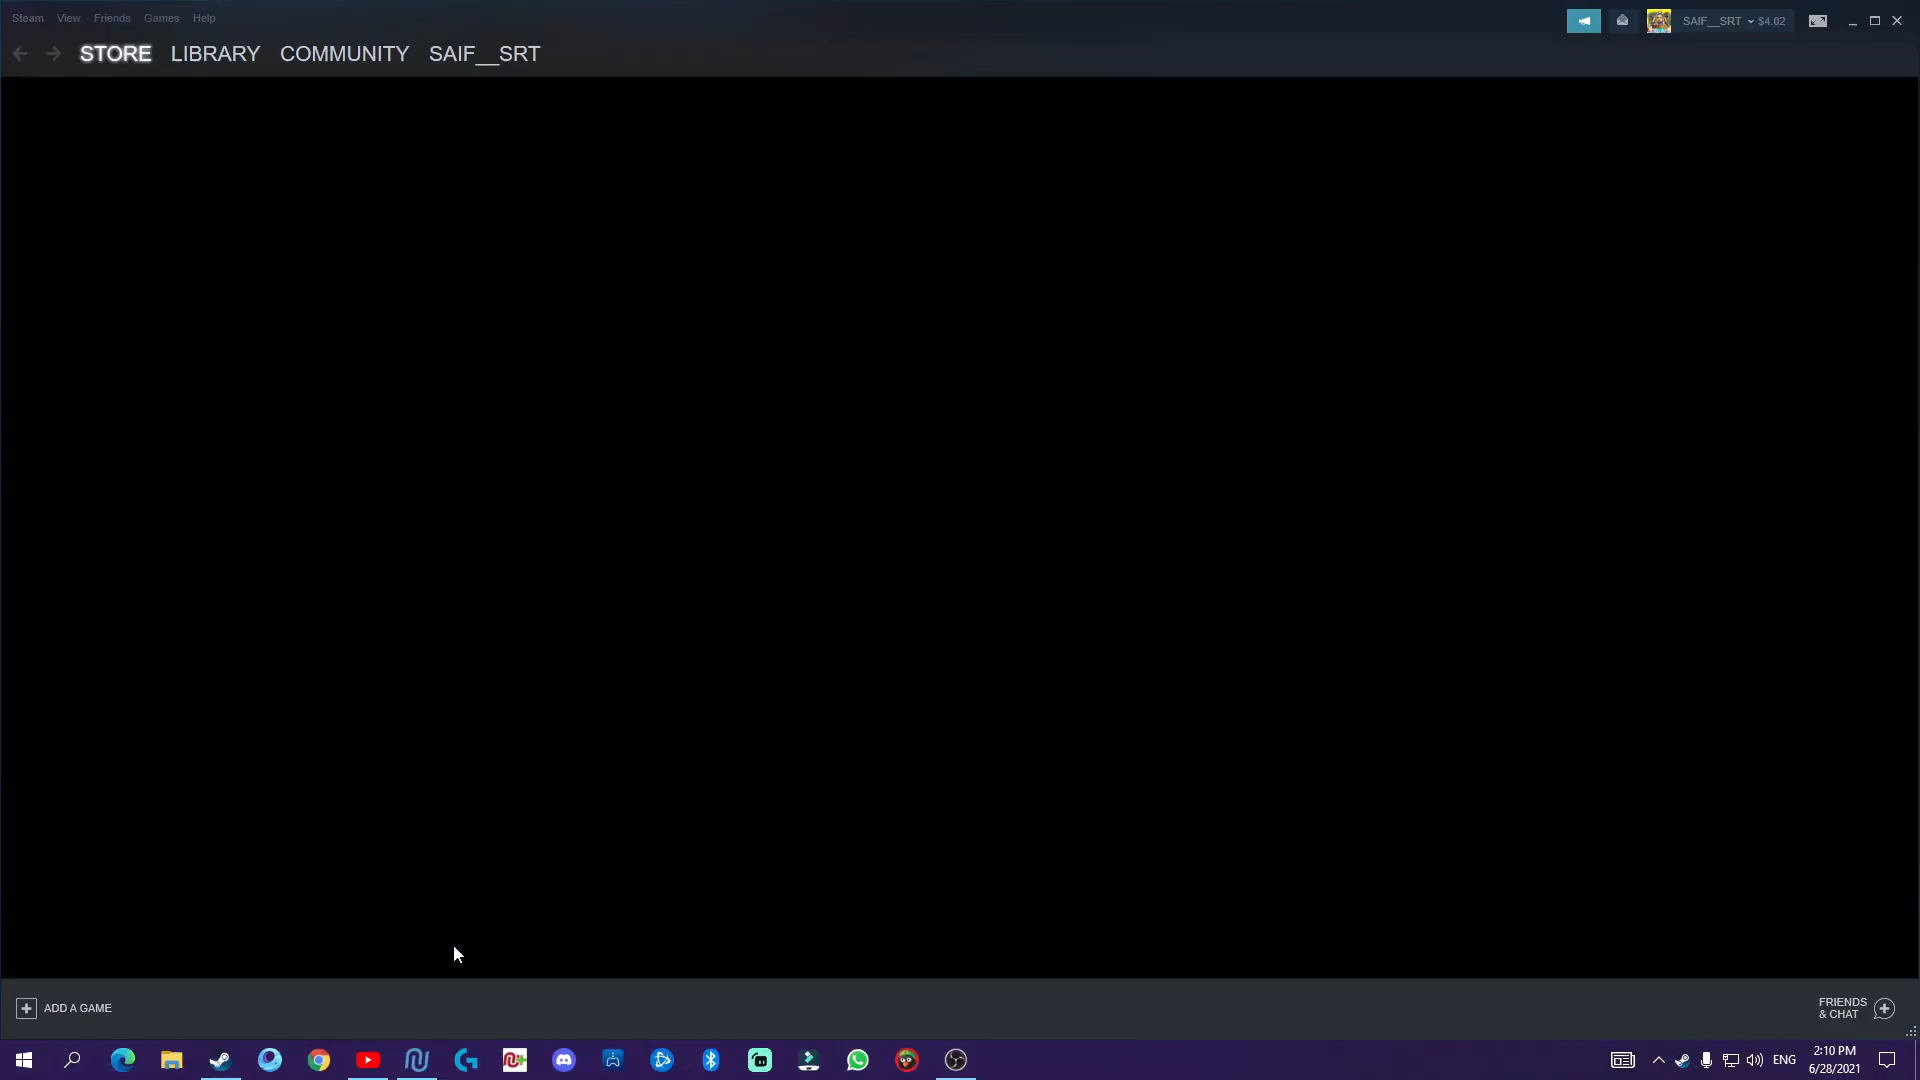 Steam View Friends Games Help
SAIF__SRT $4.02
STORE LIBRARY COMMUNITY SAIF__SRT
ADD A GAME
FRIENDS
& CHAT
ENG
2:10 PM
6/28/2021